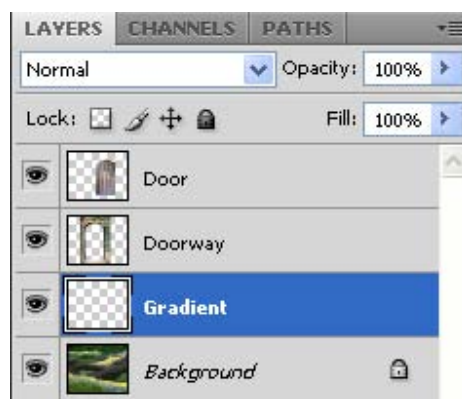 LAYERS CHANNELS PATHS
Normal Opacity: 100%
Lock: Fill: 100%
Door
Doorway
Gradient
Background